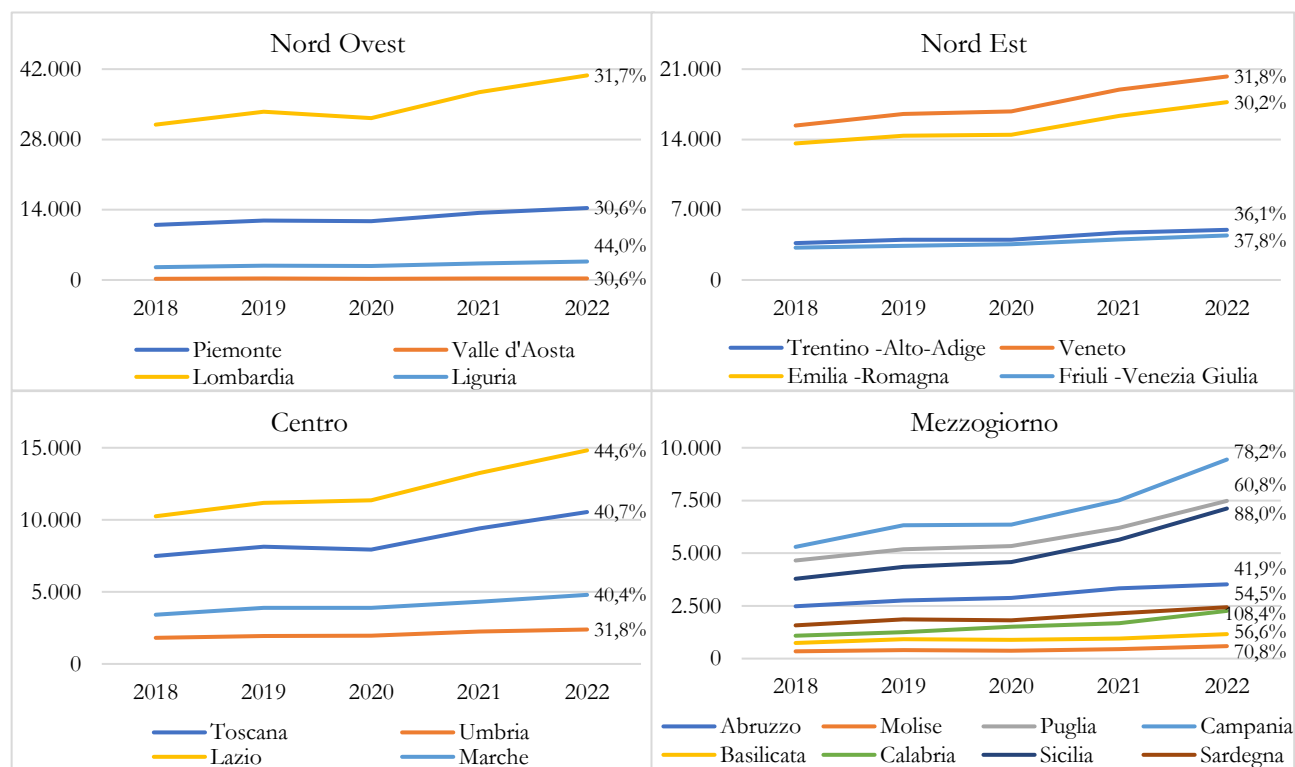 Nord Ovest
42.000
28.000
14.000
0
31,7%
30,6%
44,0%
30,6%
2018 2019 2020 2021 2022
Piemonte Valle d'Aosta
Lombardia Liguria
Nord Est
21.000
14.000
7.000
0
31,8%
30,2%
36,1%
37,8%
2018 2019 2020 2021 2022
Trentino -Alto-Adige Veneto
Emilia -Romagna Friuli -Venezia Giulia
Centro
15.000
10.000
5.000
0
44,6%
40,7%
40,4%
31,8%
2018 2019 2020 2021 2022
Toscana Umbria
Lazio Marche
Mezzogiorno
10.000
7.500
5.000
2.500
0
78,2%
60,8%
88,0%
41,9%
54,5%
108,4%
56,6%
70,8%
2018 2019 2020 2021 2022
Abruzzo Molise Puglia Campania
Basilicata Calabria Sicilia Sardegna